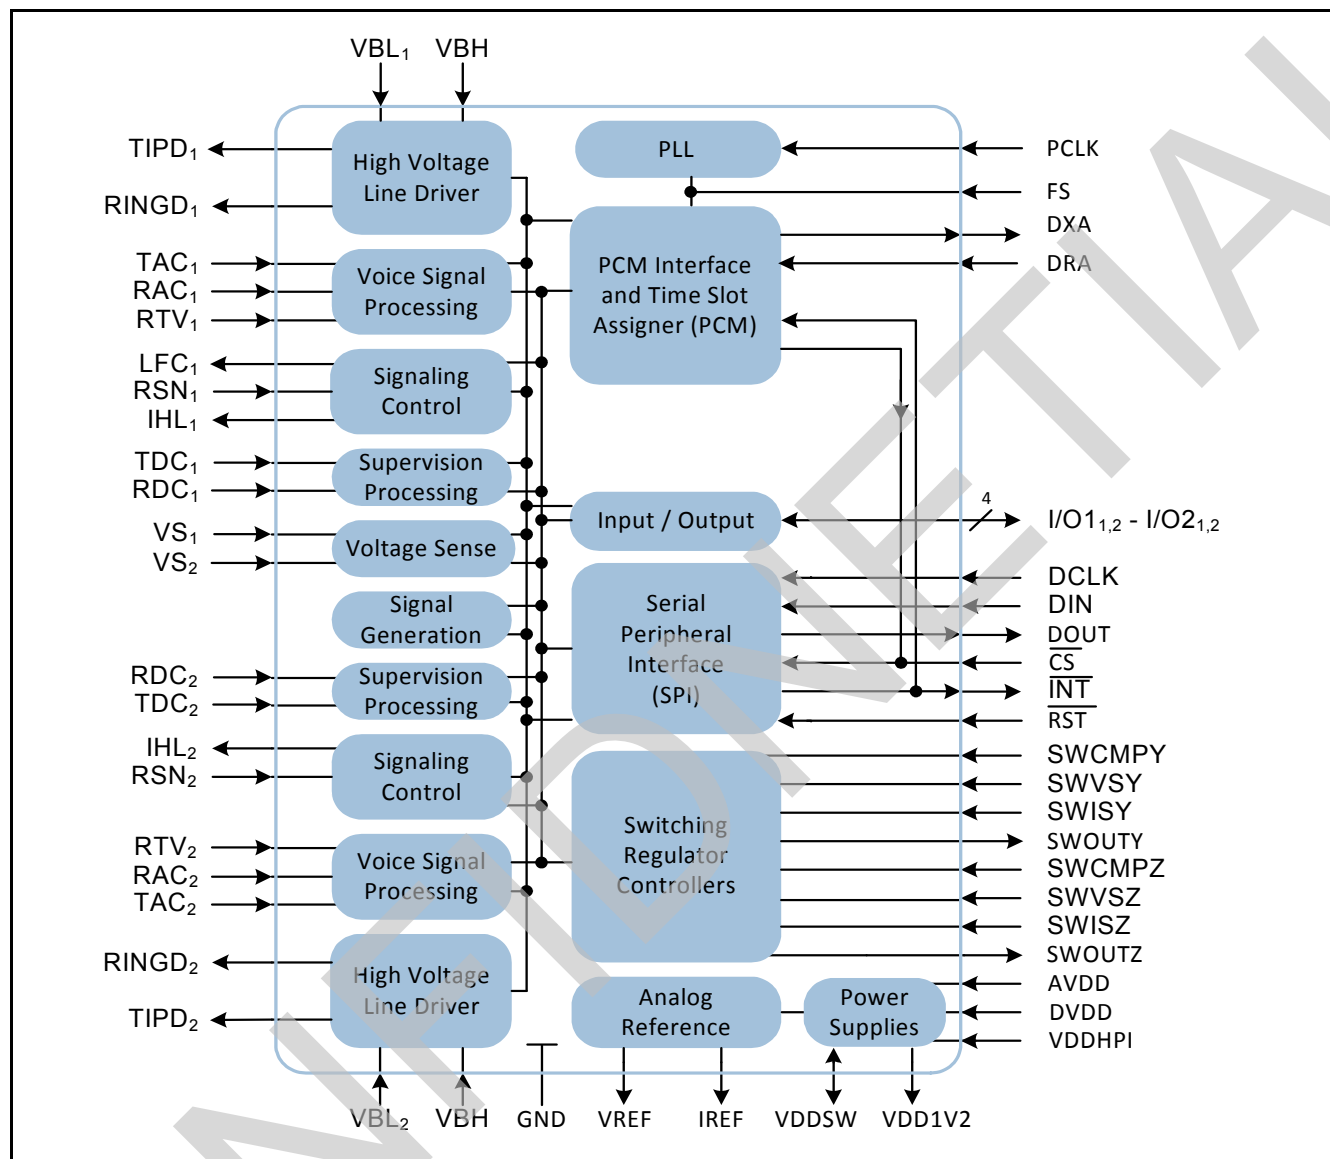 VBL1 VBH
TIPD1
RINGD1
TAC1
RAC1
RTV1
LFC1
RSN1
IHL1
TDC1
RDC1
VS1
VS2
RDC2
TDC2
IHL2
RSN2
RTV2
RAC2
TAC2
RINGD2
TIPD2
High Voltage
Line Driver
Voice Signal
Processing
Signaling
Control
Supervision
Processing
Voltage Sense
Signal
Generation
Supervision
Processing
Signaling
Control
Voice Signal
Processing
High Voltage
Line Driver
PLL
PCM Interface
and Time Slot
Assigner (PCM)
Input / Output
Serial
Peripheral
Interface
(SPI)
Switching
Regulator
Controllers
Analog
Reference
Power
Supplies
PCLK
FS
DXA
DRA
4
I/O11,2 - I/O21,2
DCLK
DIN
DOUT
CS
INT
RST
SWCMPY
SWVSY
SWISY
SWOUTY
SWCMPZ
SWVSZ
SWISZ
SWOUTZ
AVDD
DVDD
VDDHPI
VBL2 VBH GND VREF IREF VDDSW VDD1V2